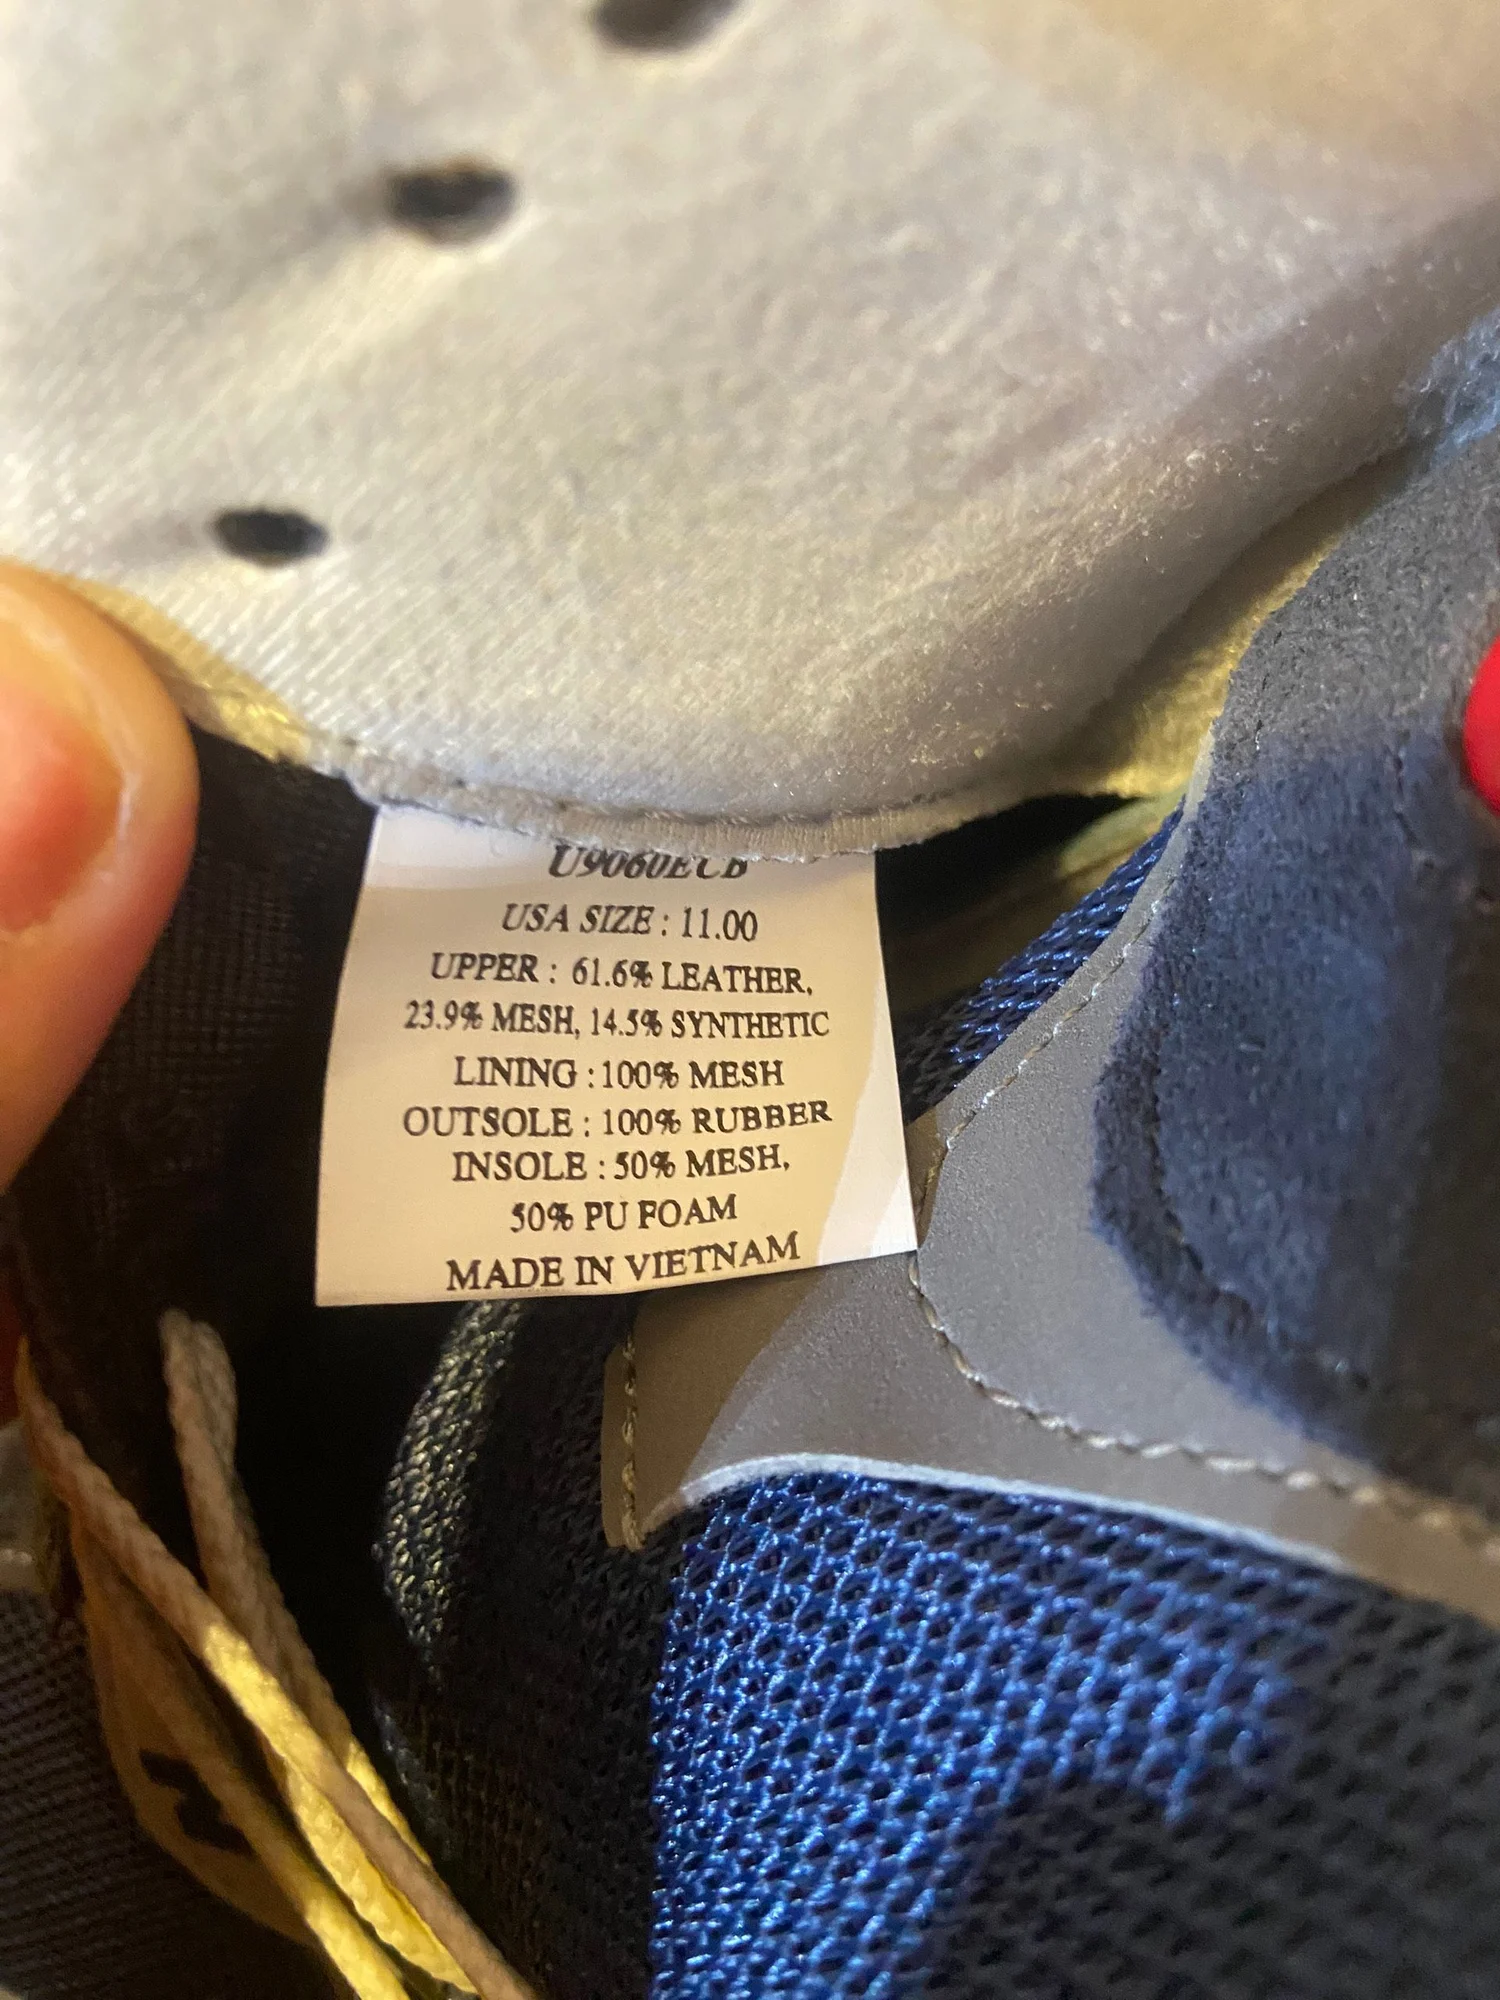 U9060ECB
USA SIZE : 11.00
UPPER : 61.6% LEATHER,
23.9% MESH, 14.5% SYNTHETIC
LINING : 100% MESH
OUTSOLE : 100% RUBBER
INSOLE : 50% MESH,
50% PU FOAM
MADE IN VIETNAM